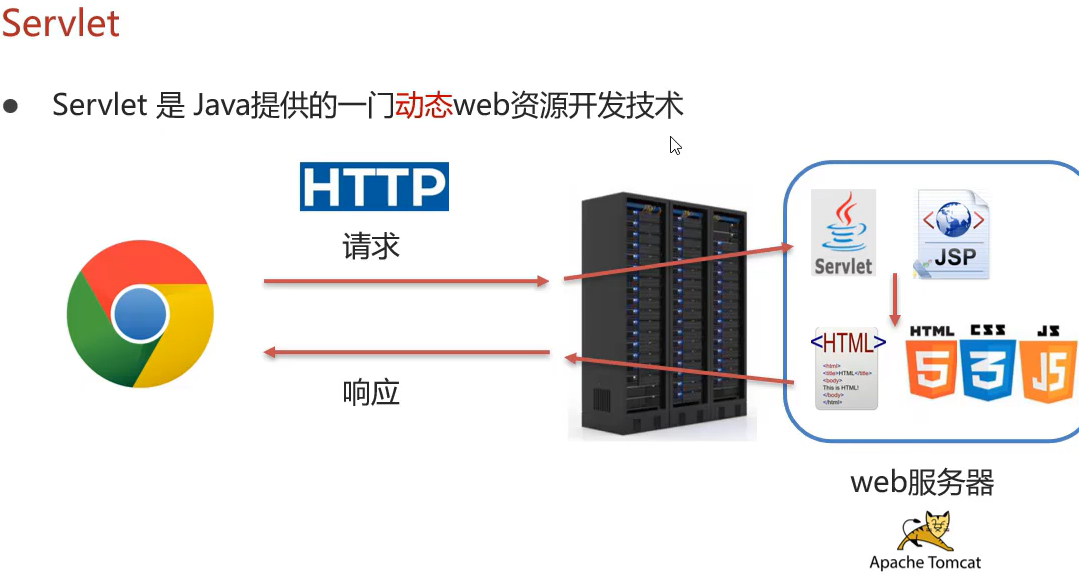 Servlet
● Servlet 是 Java提供的一门动态web资源开发技术
HTTP
请求
响应
Servlet
JSP
<HTML>
<html>
<title>HTML</title>
<body>
This is HTML!
</body>
</html>
HTML CSS JS
5 3 JS
web服务器
Apache Tomcat